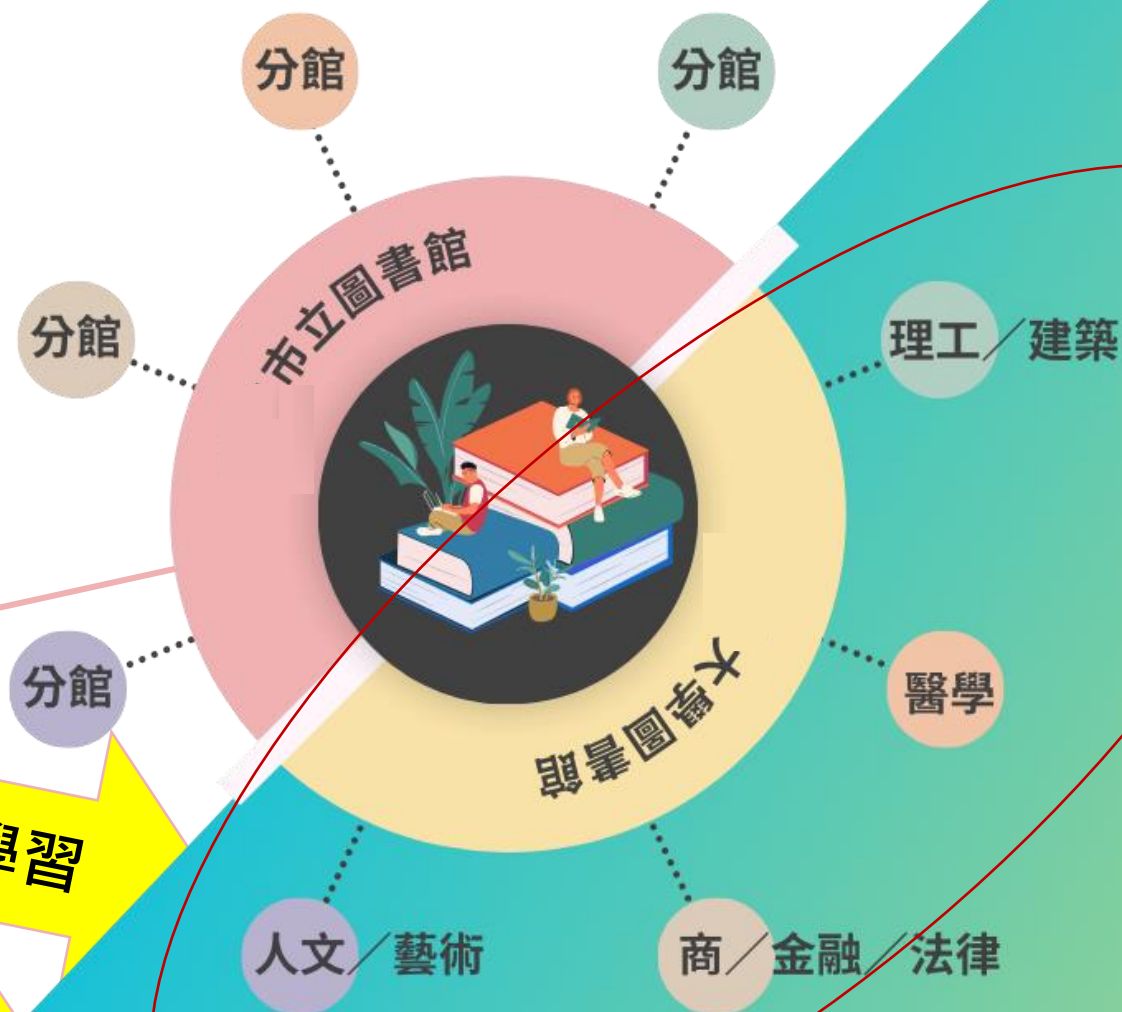 分館
分館
市立圖書館
分館
理工／建築
分館
醫學
大學圖書館
學習
人文／藝術
商／金融／法律